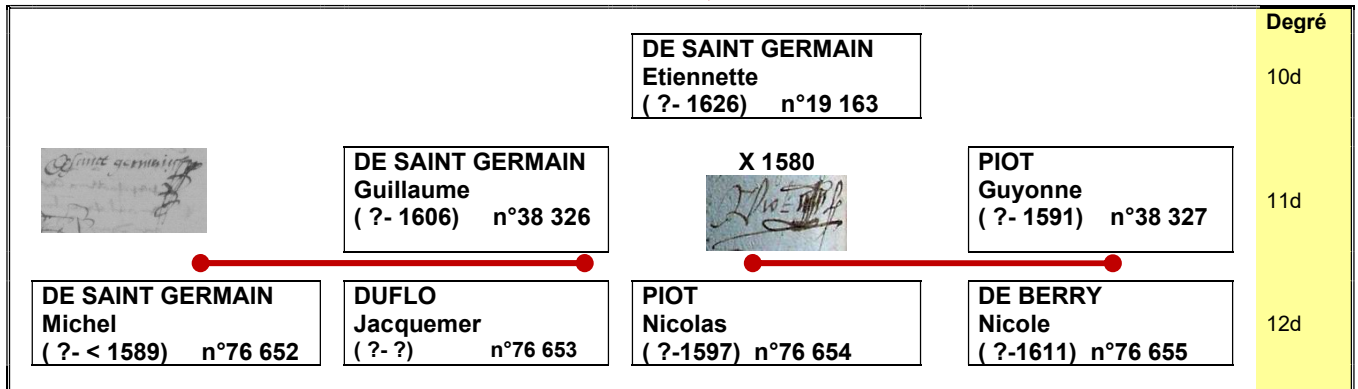 Degré
DE SAINT GERMAIN
Etiennette
( ?- 1626) n°19 163
10d
sainct germain
DE SAINT GERMAIN
Guillaume
( ?- 1606) n°38 326
X 1580
PIOT
Guyonne
( ?- 1591) n°38 327
11d
DE SAINT GERMAIN
Michel
( ?- < 1589) n°76 652
DUFLO
Jacquemer
( ?- ?) n°76 653
PIOT
Nicolas
( ?-1597) n°76 654
DE BERRY
Nicole
( ?-1611) n°76 655
12d